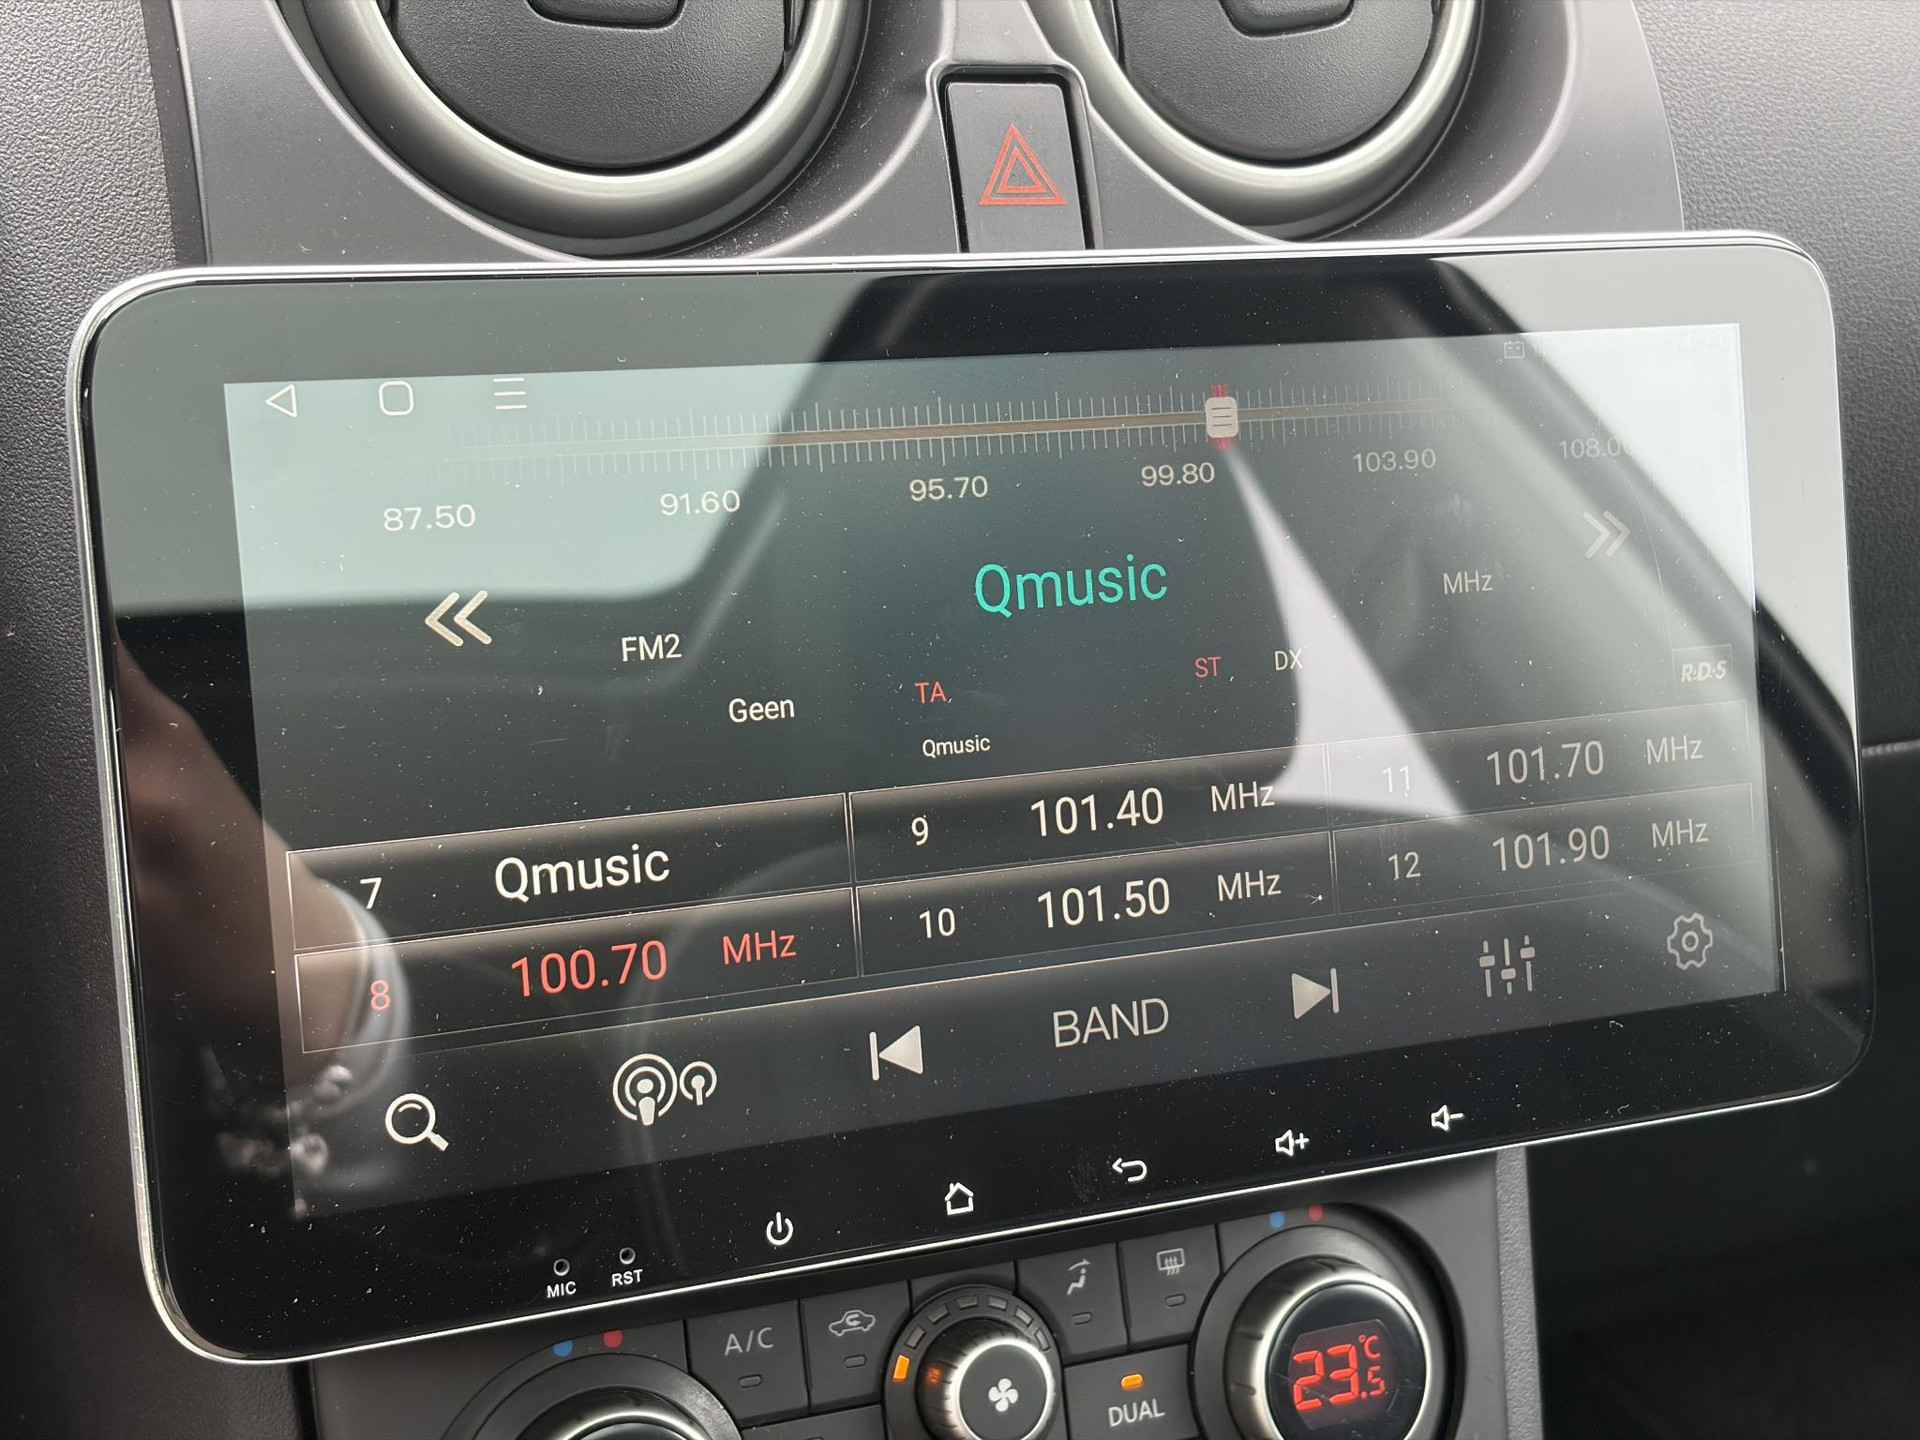 87.50 91.60 95.70 99.80 103.90 108.00
Qmusic
MHz
FM2
ST DX
TA
Geen
R·D·S
Qmusic
7 Qmusic
8 100.70 MHz
9 101.40 MHz
10 101.50 MHz
11 101.70 MHz
12 101.90 MHz
BAND
MIC RST
A/C
DUAL
23.5 °C